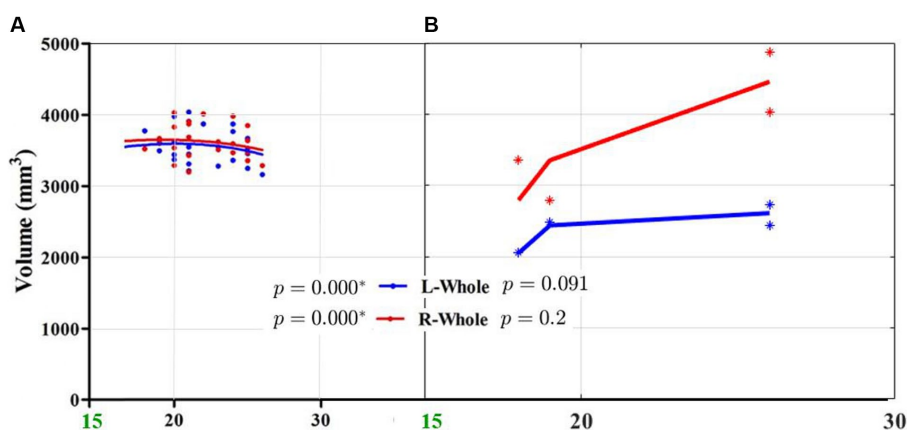 A B
5000
4000
3000
2000
1000
0
Volume (mm³)
p = 0.000* L-Whole p = 0.091
p = 0.000* R-Whole p = 0.2
15 20 30 15 20 30